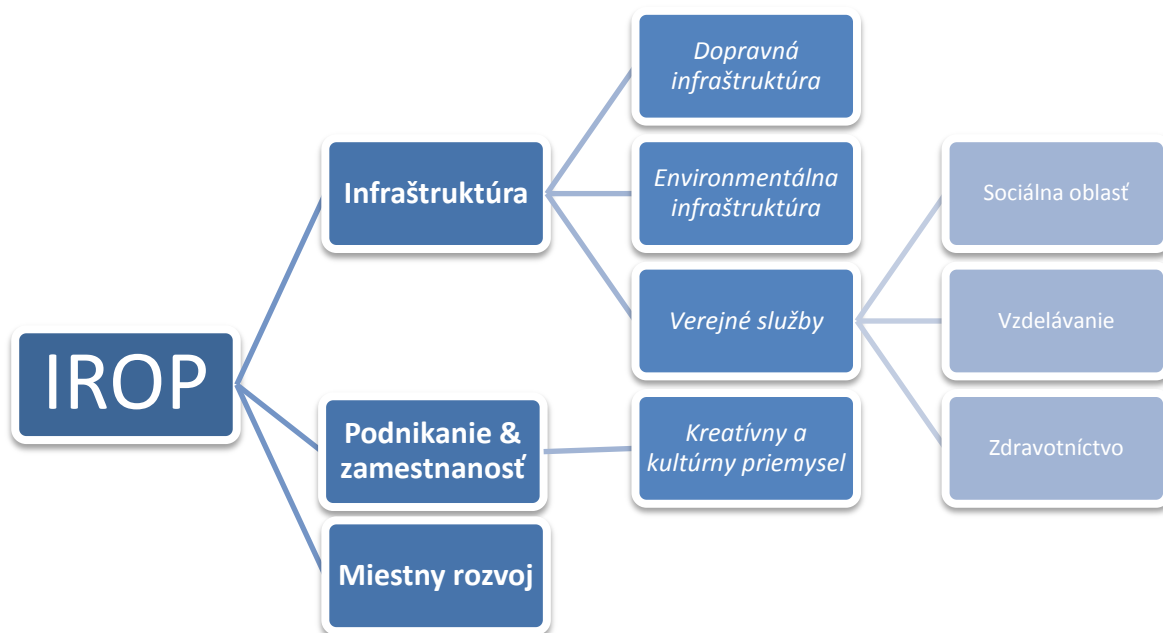 IROP
Infraštruktúra
Dopravná
infraštruktúra
Environmentálna
infraštruktúra
Verejné služby
Sociálna oblasť
Vzdelávanie
Zdravotníctvo
Podnikanie &
zamestnanosť
Kreatívny a
kultúrny priemysel
Miestny rozvoj